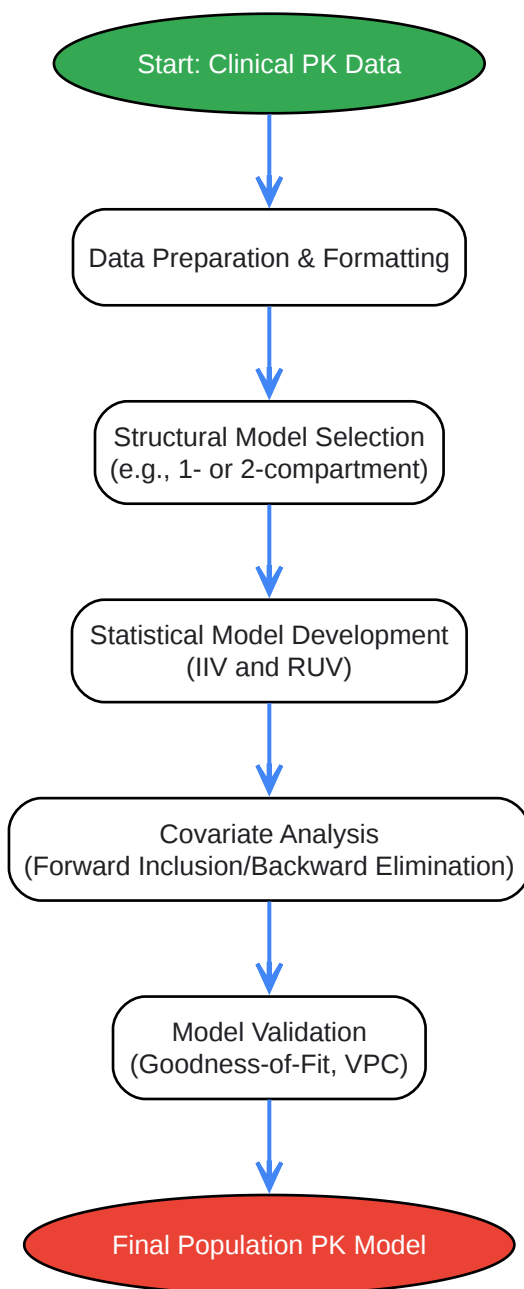 Start: Clinical PK Data
Data Preparation & Formatting
Structural Model Selection
(e.g., 1- or 2-compartment)
Statistical Model Development
(IIV and RUV)
Covariate Analysis
(Forward Inclusion/Backward Elimination)
Model Validation
(Goodness-of-Fit, VPC)
Final Population PK Model